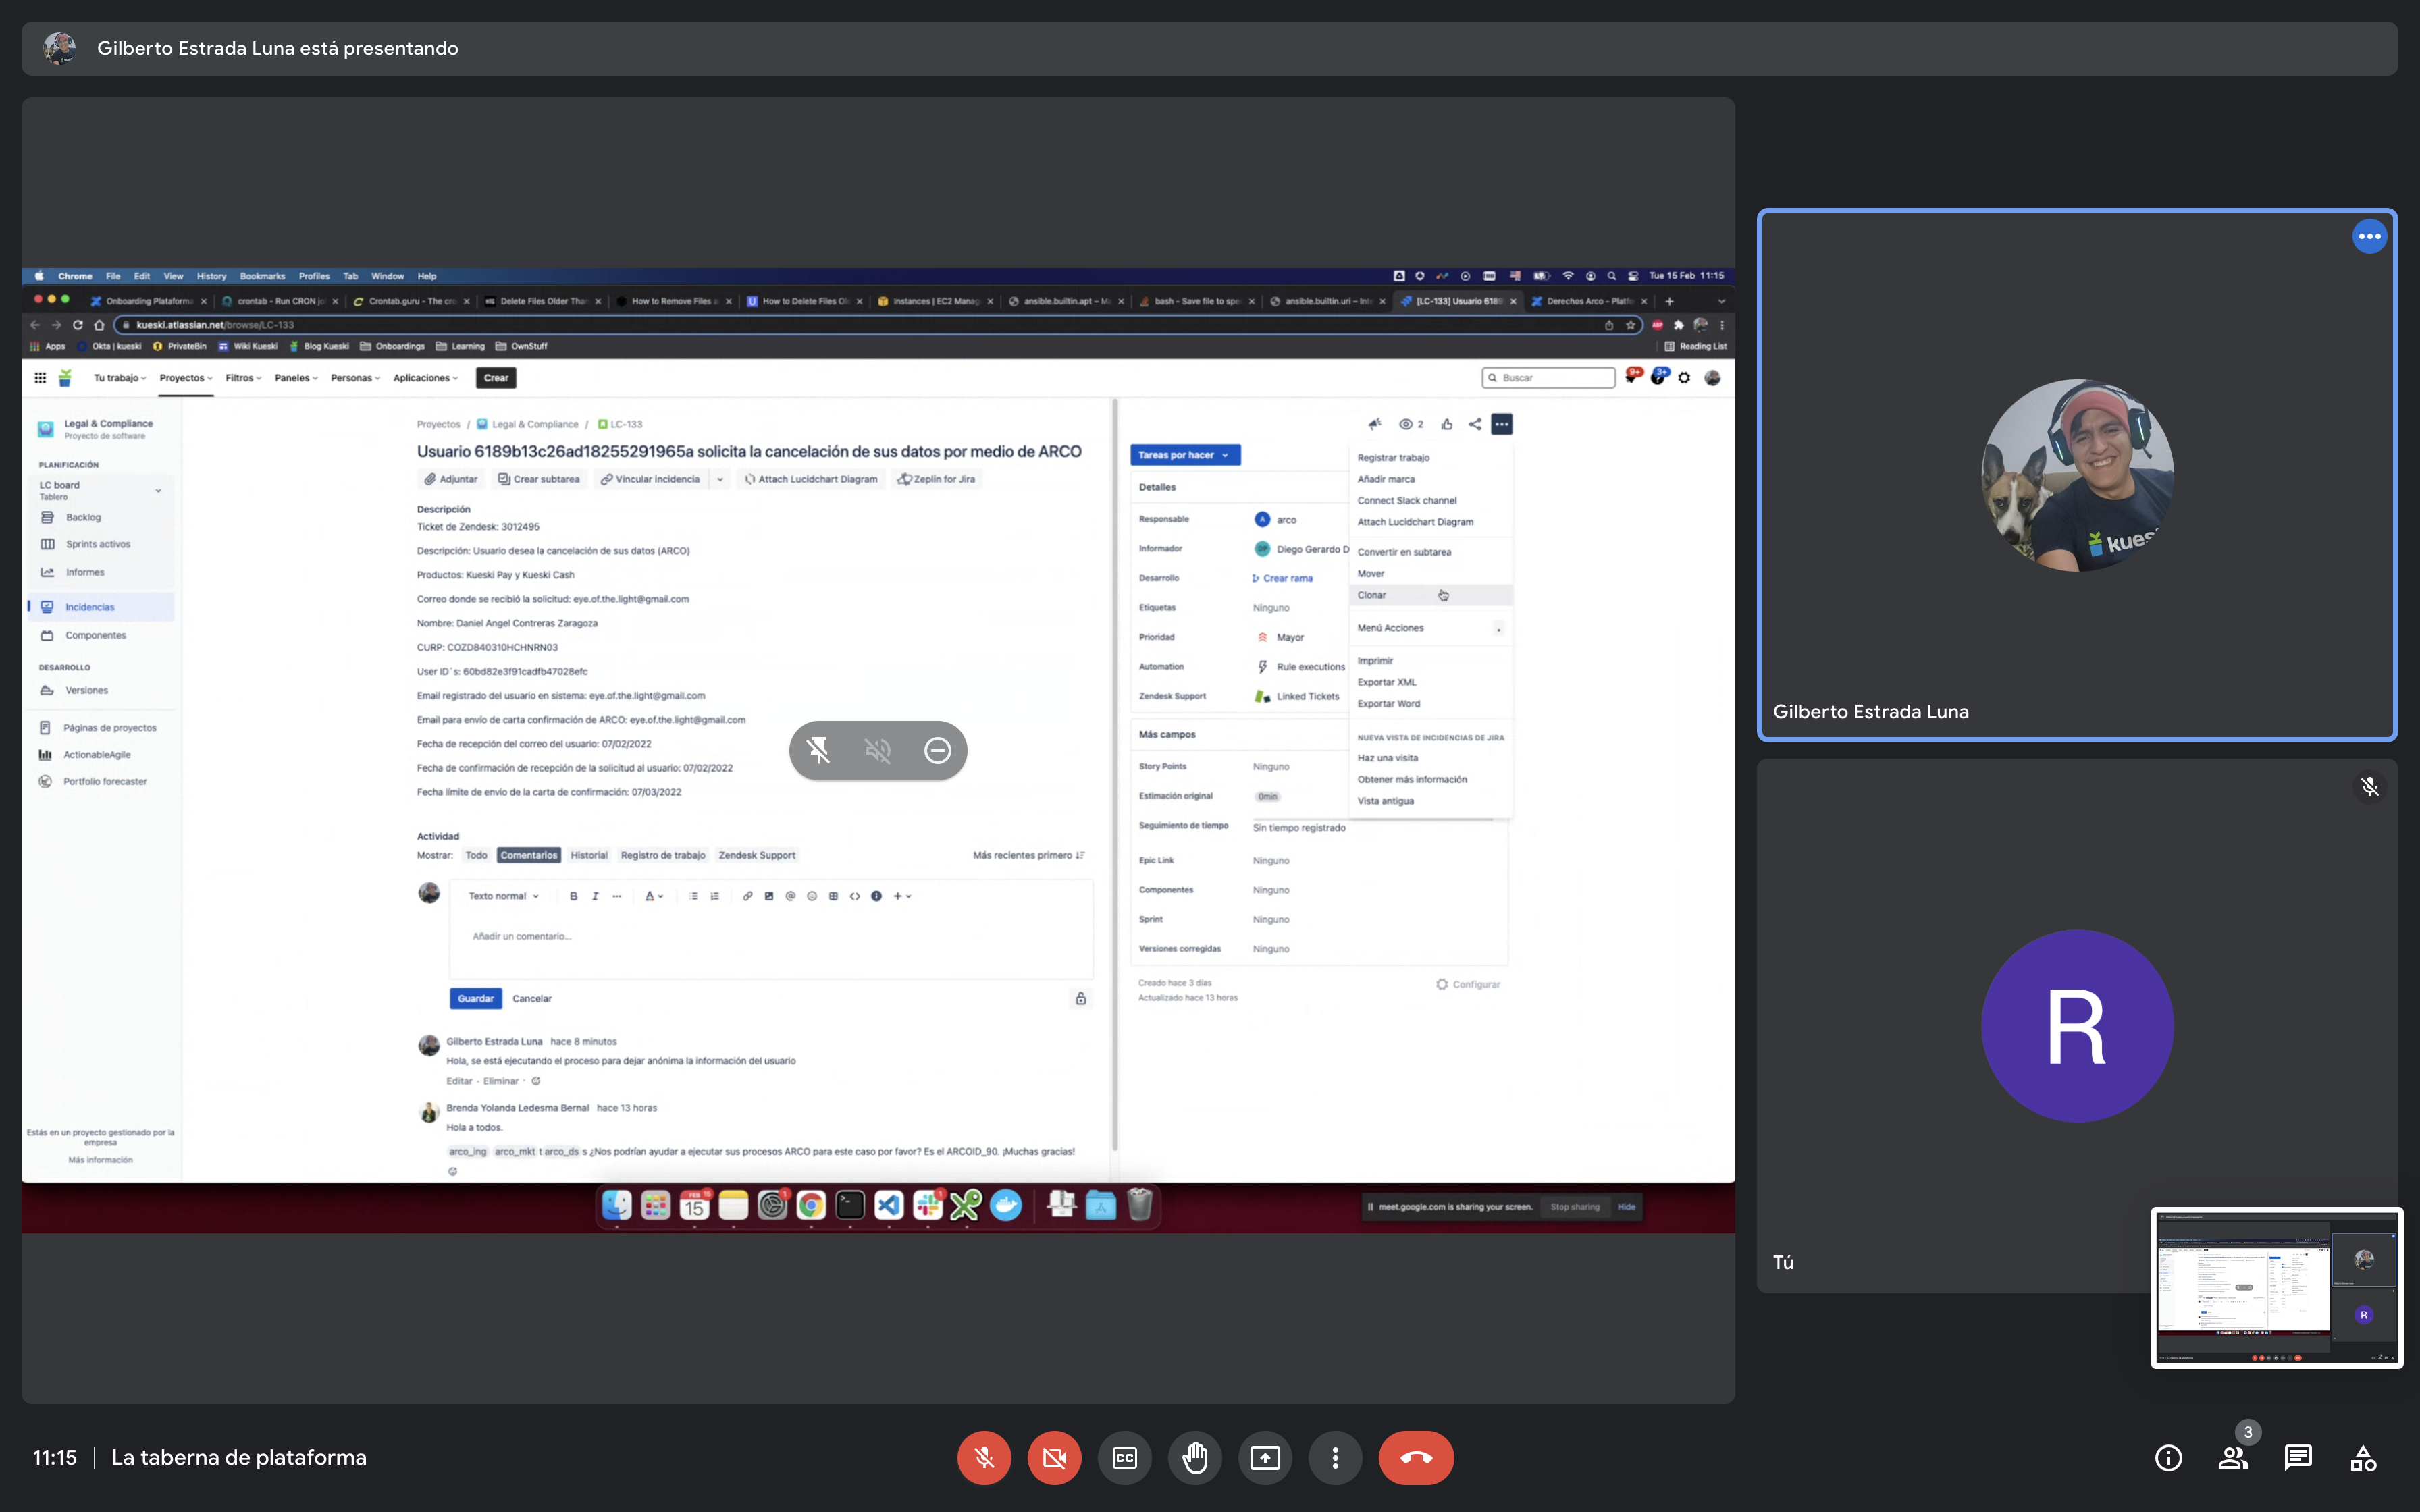 Gilberto Estrada Luna está presentando
Chrome File Edit View History Bookmarks Profiles Tab Window Help
Tue 15 Feb 11:15
Onboarding Plataforma
crontab - Run CRON jo
Crontab.guru - The cro
Delete Files Older Than
How to Remove Files a
How to Delete Files Ol
Instances | EC2 Manag
ansible.builtin.apt – M
bash - Save file to spe
ansible.builtin.uri – Int
[LC-133] Usuario 6189
Derechos Arco - Platfo
kueski.atlassian.net/browse/LC-133
Apps Okta | kueski PrivateBin Wiki Kueski Blog Kueski Onboardings Learning OwnStuff
Reading List
Tu trabajo Proyectos Filtros Paneles Personas Aplicaciones Crear
Buscar
9+ 3+
Legal & Compliance
Proyecto de software
PLANIFICACIÓN
LC board
Tablero
Backlog
Sprints activos
Informes
Incidencias
Componentes
DESARROLLO
Versiones
Páginas de proyectos
ActionableAgile
Portfolio forecaster
Estás en un proyecto gestionado por la
empresa
Más información
Proyectos / Legal & Compliance / LC-133
Usuario 6189b13c26ad18255291965a solicita la cancelación de sus datos por medio de ARCO
Adjuntar Crear subtarea Vincular incidencia Attach Lucidchart Diagram Zeplin for Jira
Descripción
Ticket de Zendesk: 3012495
Descripción: Usuario desea la cancelación de sus datos (ARCO)
Productos: Kueski Pay y Kueski Cash
Correo donde se recibió la solicitud: eye.of.the.light@gmail.com
Nombre: Daniel Angel Contreras Zaragoza
CURP: COZD840310HCHNRN03
User ID´s: 60bd82e3f91cadfb47028efc
Email registrado del usuario en sistema: eye.of.the.light@gmail.com
Email para envío de carta confirmación de ARCO: eye.of.the.light@gmail.com
Fecha de recepción del correo del usuario: 07/02/2022
Fecha de confirmación de recepción de la solicitud al usuario: 07/02/2022
Fecha límite de envío de la carta de confirmación: 07/03/2022
Actividad
Mostrar: Todo Comentarios Historial Registro de trabajo Zendesk Support
Más recientes primero
Texto normal
Añadir un comentario...
Guardar Cancelar
Gilberto Estrada Luna hace 8 minutos
Hola, se está ejecutando el proceso para dejar anónima la información del usuario
Editar · Eliminar ·
Brenda Yolanda Ledesma Bernal hace 13 horas
Hola a todos.
arco_ing arco_mkt t arco_ds s ¿Nos podrían ayudar a ejecutar sus procesos ARCO para este caso por favor? Es el ARCOID_90. ¡Muchas gracias!
2
Tareas por hacer
Detalles
Responsable arco
Informador Diego Gerardo D
Desarrollo Crear rama
Etiquetas Ninguno
Prioridad Mayor
Automation Rule executions
Zendesk Support Linked Tickets
Más campos
Story Points Ninguno
Estimación original 0min
Seguimiento de tiempo Sin tiempo registrado
Epic Link Ninguno
Componentes Ninguno
Sprint Ninguno
Versiones corregidas Ninguno
Creado hace 3 días
Actualizado hace 13 horas
Configurar
Registrar trabajo
Añadir marca
Connect Slack channel
Attach Lucidchart Diagram
Convertir en subtarea
Mover
Clonar
Menú Acciones
Imprimir
Exportar XML
Exportar Word
NUEVA VISTA DE INCIDENCIAS DE JIRA
Haz una visita
Obtener más información
Vista antigua
FEB
15
meet.google.com is sharing your screen. Stop sharing Hide
kues
Gilberto Estrada Luna
R
Tú
11:15 | La taberna de plataforma
CC
3